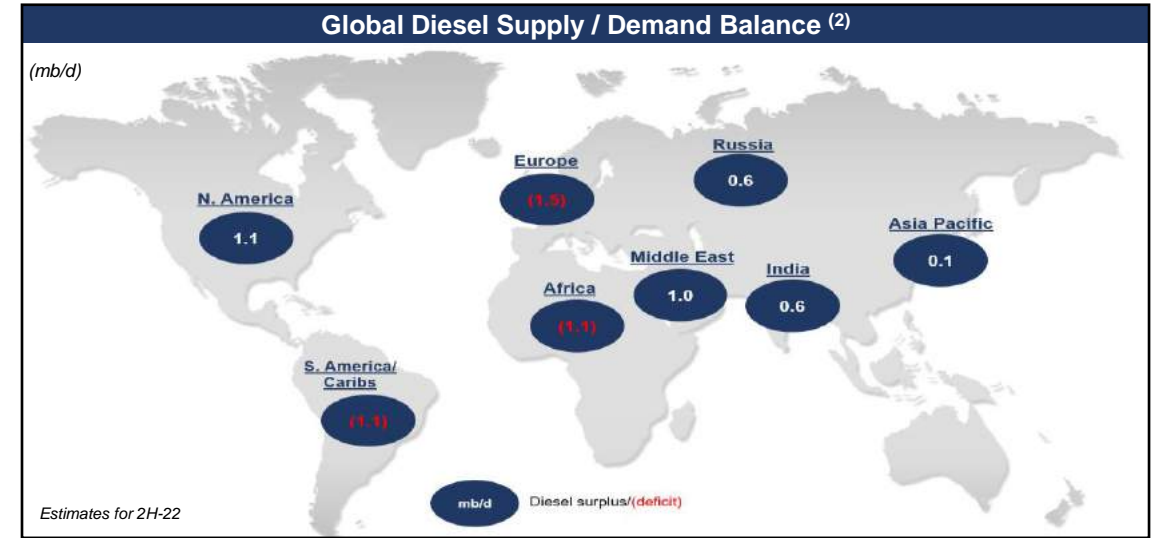 Global Diesel Supply / Demand Balance (2)
(mb/d)
Russia
0.6
Europe
(1.5)
N. America
1.1
Asia Pacific
0.1
Middle East
1.0
India
0.6
Africa
(1.1)
S. America/
Caribs
(1.1)
mb/d
Diesel surplus/(deficit)
Estimates for 2H-22